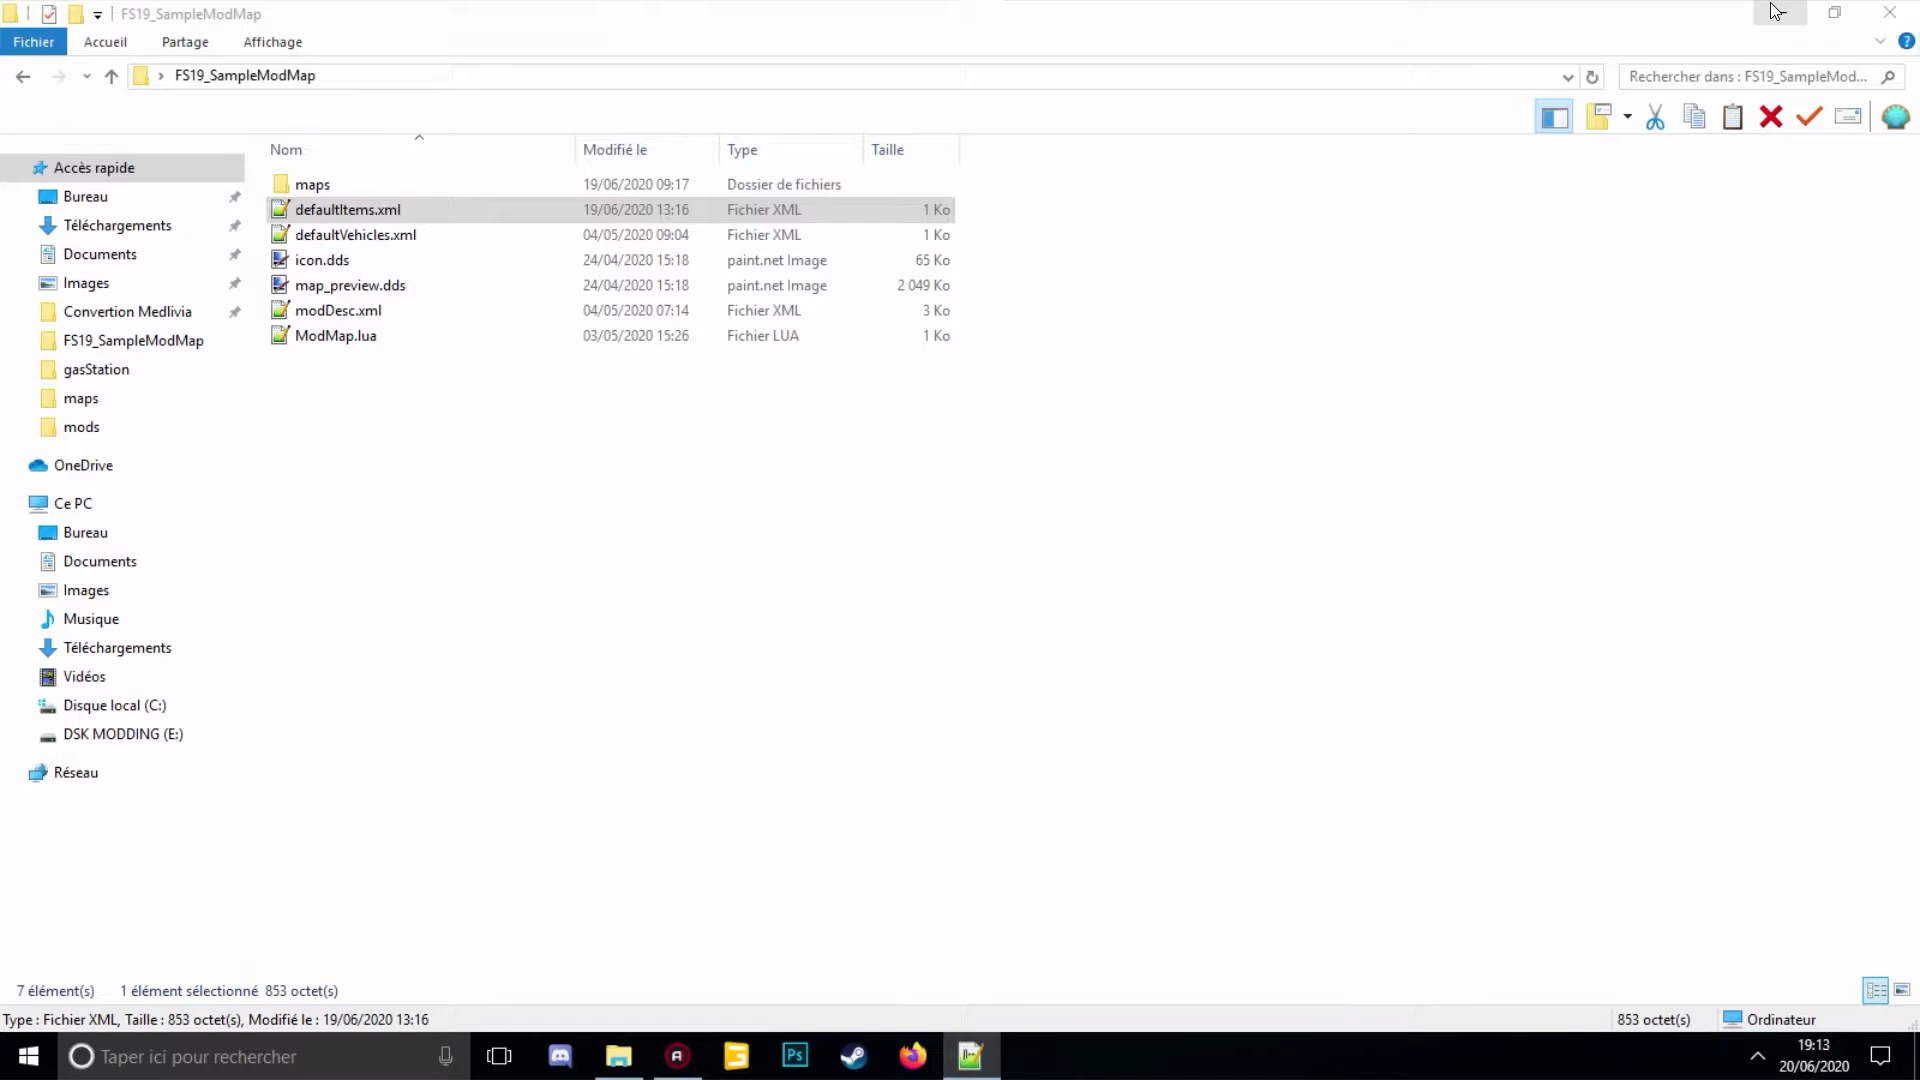 FS19_SampleModMap
Fichier Accueil Partage Affichage
FS19_SampleModMap
Rechercher dans : FS19_SampleMod...
Nom Modifié le Type Taille
maps 19/06/2020 09:17 Dossier de fichiers
defaultItems.xml 19/06/2020 13:16 Fichier XML 1 Ko
defaultVehicles.xml 04/05/2020 09:04 Fichier XML 1 Ko
icon.dds 24/04/2020 15:18 paint.net Image 65 Ko
map_preview.dds 24/04/2020 15:18 paint.net Image 2 049 Ko
modDesc.xml 04/05/2020 07:14 Fichier XML 3 Ko
ModMap.lua 03/05/2020 15:26 Fichier LUA 1 Ko
Accès rapide
Bureau
Téléchargements
Documents
Images
Convertion Medlivia
FS19_SampleModMap
gasStation
maps
mods
OneDrive
Ce PC
Bureau
Documents
Images
Musique
Téléchargements
Vidéos
Disque local (C:)
DSK MODDING (E:)
Réseau
7 élément(s) 1 élément sélectionné 853 octet(s)
Type : Fichier XML, Taille : 853 octet(s), Modifié le : 19/06/2020 13:16
853 octet(s) Ordinateur
Taper ici pour rechercher
Ps
19:13
20/06/2020